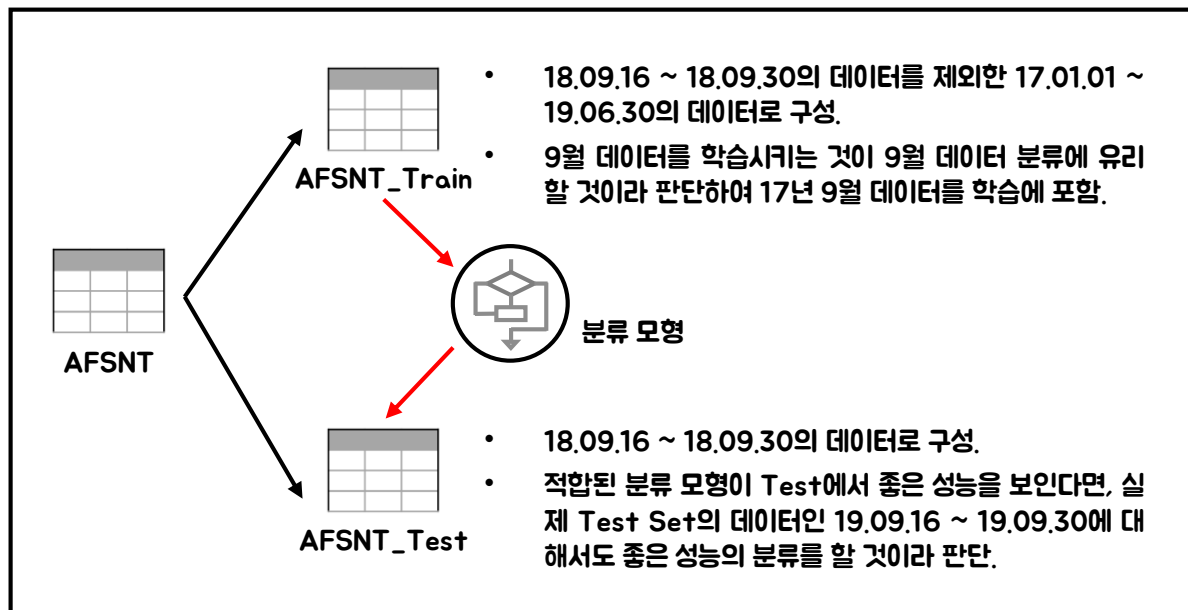 • 18.09.16 ~ 18.09.30의 데이터를 제외한 17.01.01 ~
19.06.30의 데이터로 구성.
• 9월 데이터를 학습시키는 것이 9월 데이터 분류에 유리
할 것이라 판단하여 17년 9월 데이터를 학습에 포함.
AFSNT_Train
분류 모형
AFSNT
• 18.09.16 ~ 18.09.30의 데이터로 구성.
• 적합된 분류 모형이 Test에서 좋은 성능을 보인다면, 실
제 Test Set의 데이터인 19.09.16 ~ 19.09.30에 대
해서도 좋은 성능의 분류를 할 것이라 판단.
AFSNT_Test